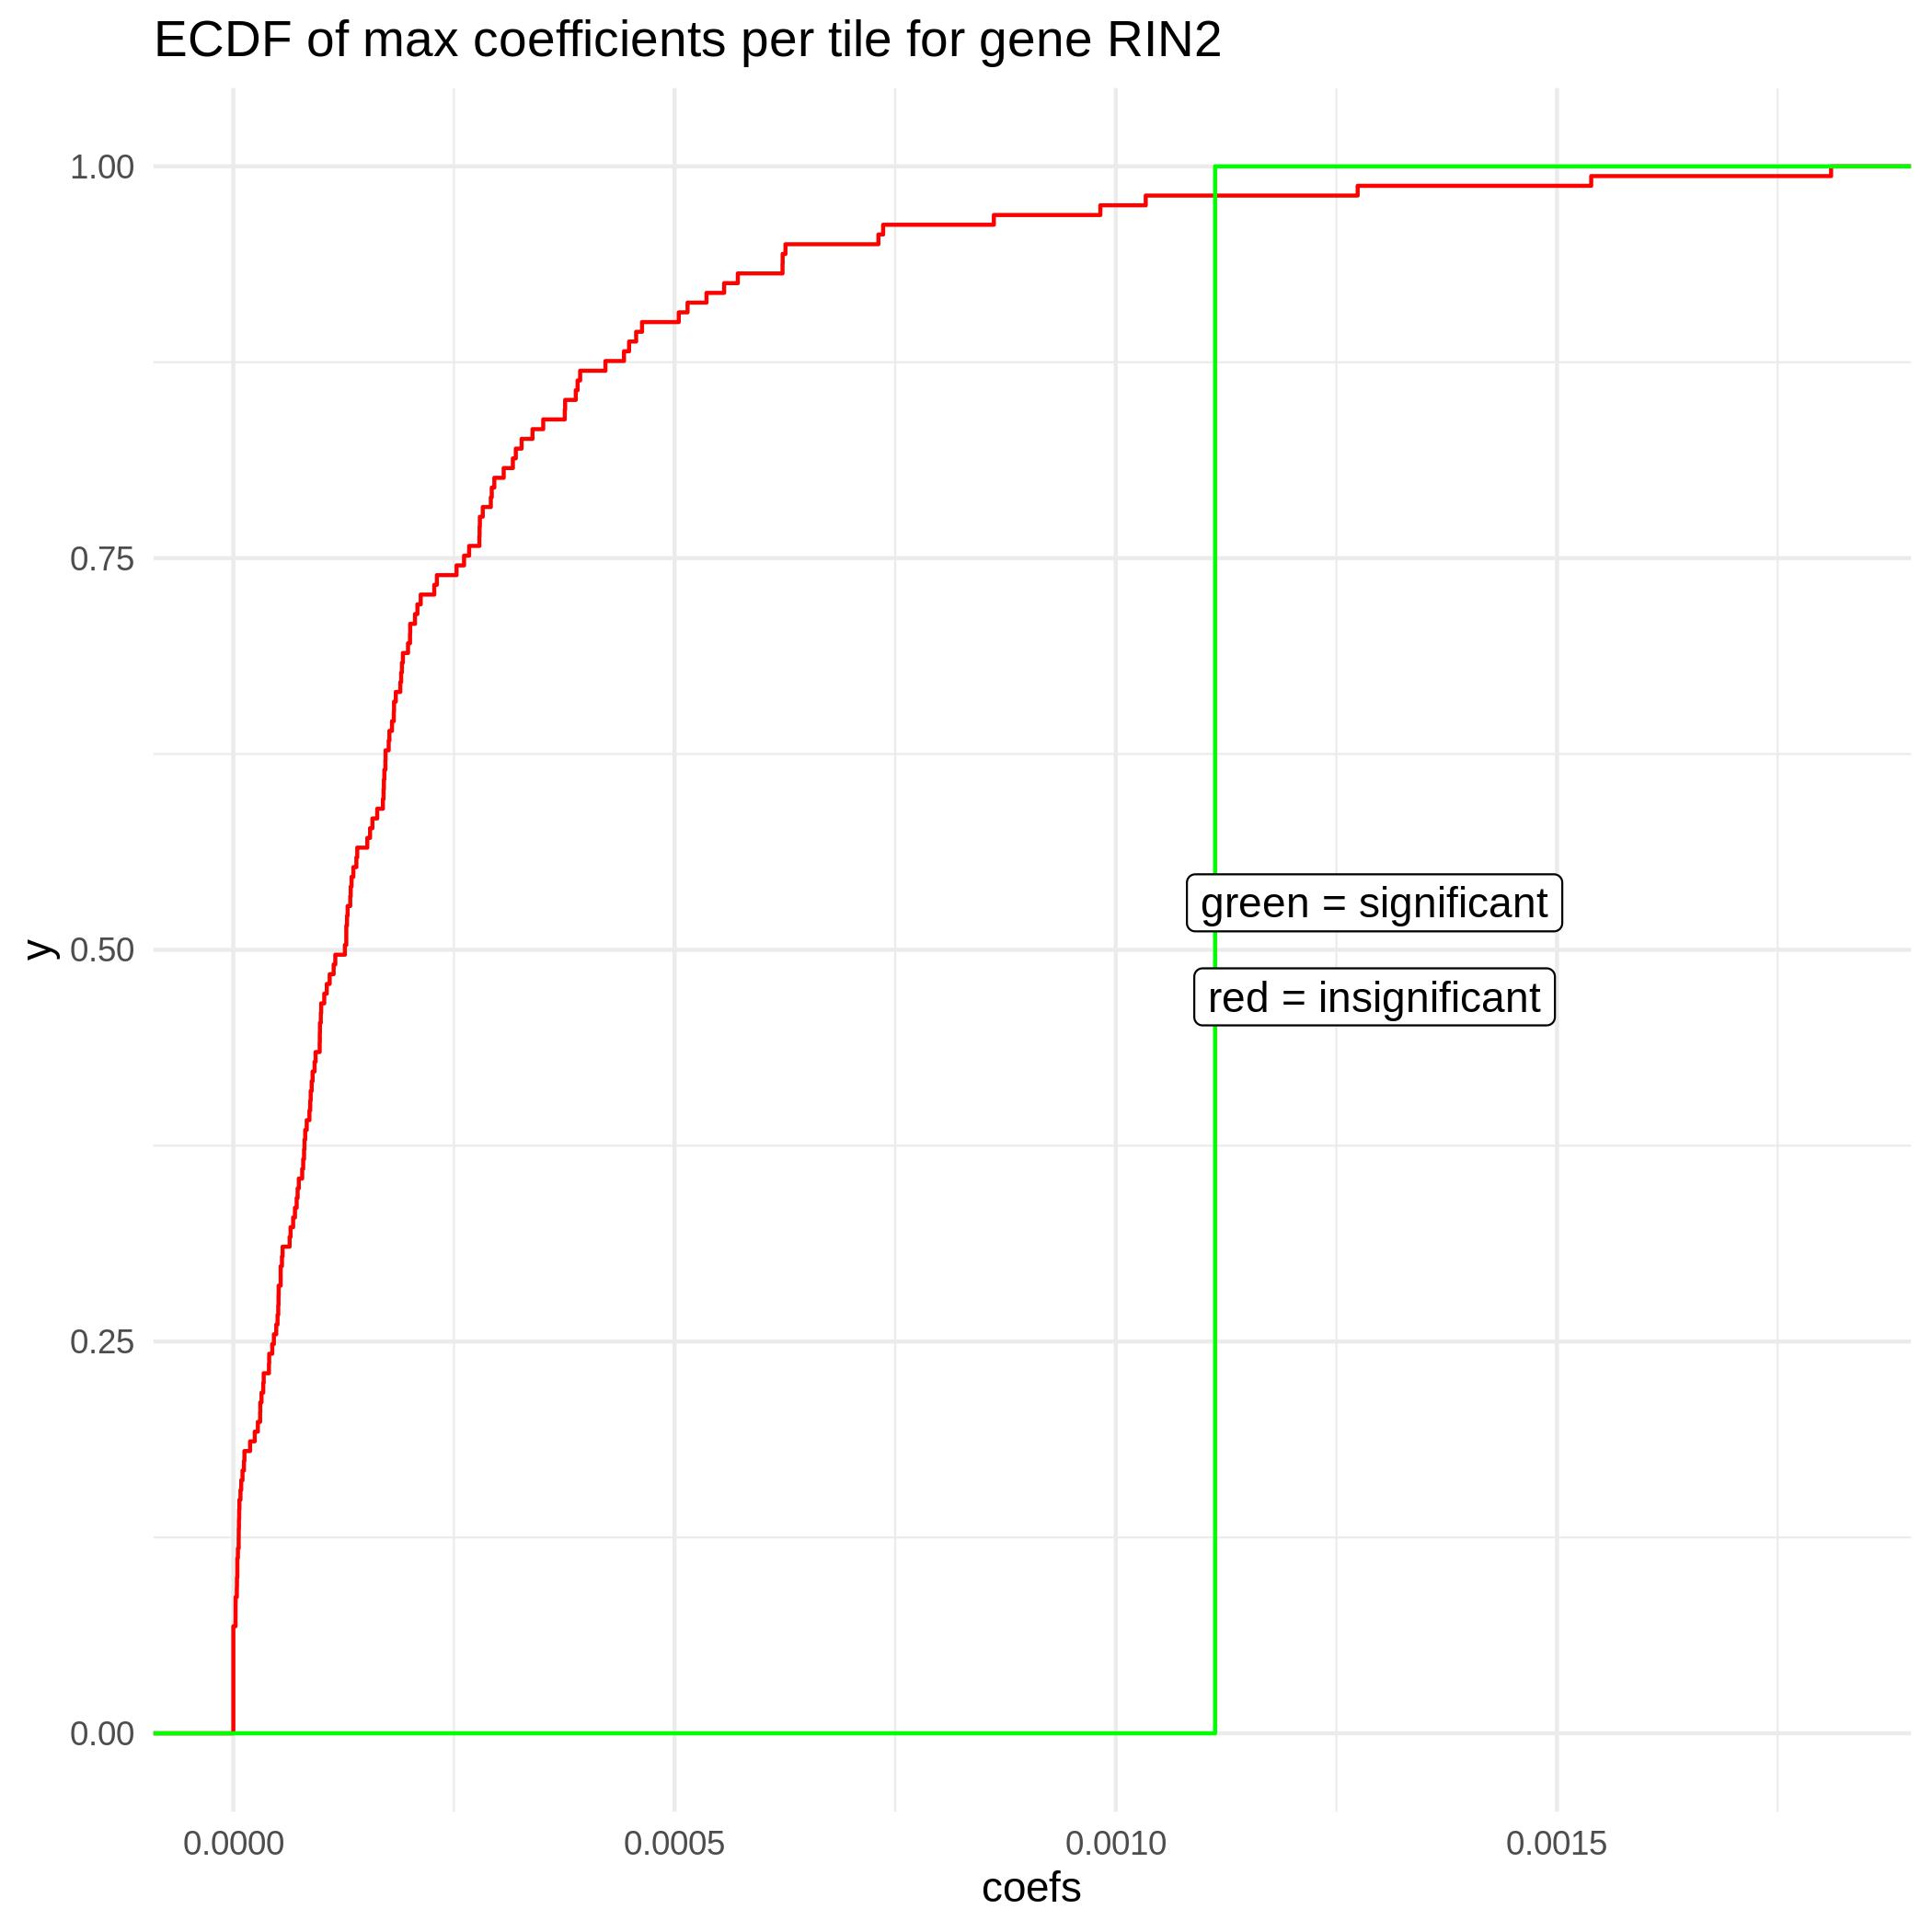 ECDF of max coefficients per tile for gene RIN2
1.00
0.75
0.50
0.25
0.00
y
green = significant
red = insignificant
0.0000
0.0005
0.0010
0.0015
coefs